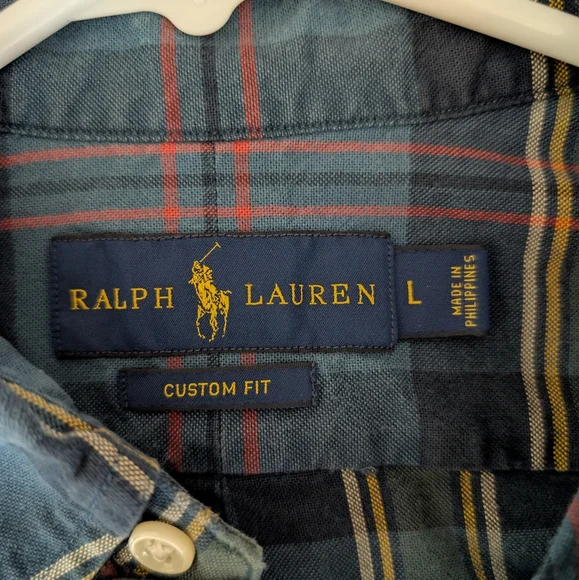 RALPH LAUREN
L
MADE IN
PHILIPPINES
CUSTOM FIT